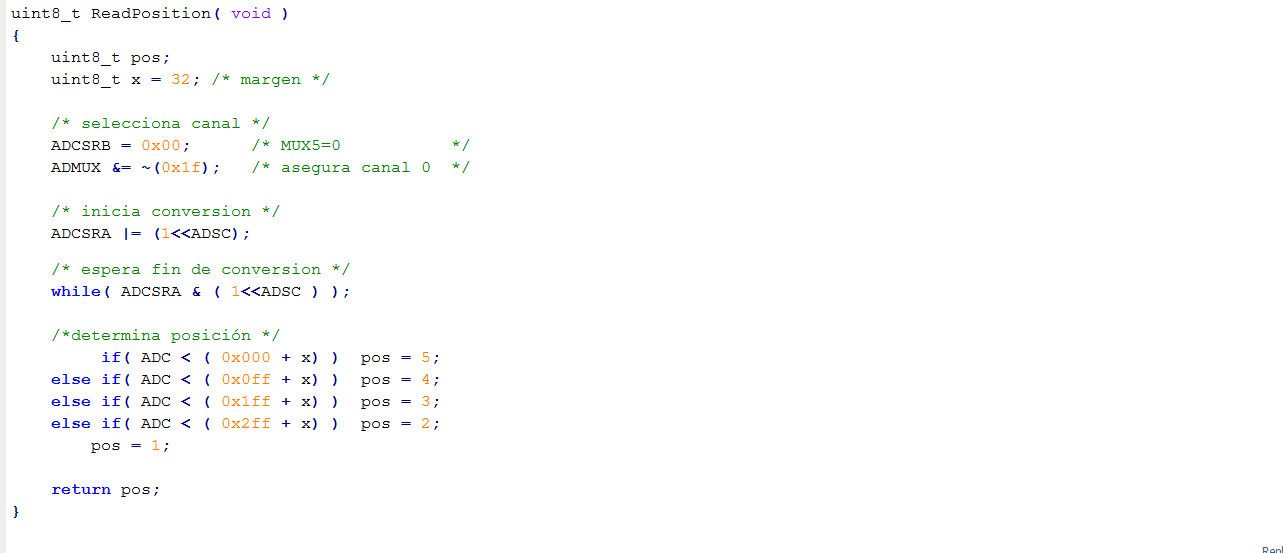 uint8_t ReadPosition( void )
{
    uint8_t pos;
    uint8_t x = 32; /* margen */
    /* selecciona canal */
    ADCSRB = 0x00;      /* MUX5=0           */
    ADMUX &= ~(0x1f);   /* asegura canal 0  */
    /* inicia conversion */
    ADCSRA |= (1<<ADSC);
    /* espera fin de conversion */
    while( ADCSRA & ( 1<<ADSC ) );
    /*determina posición */
         if( ADC < ( 0x000 + x) )  pos = 5;
    else if( ADC < ( 0x0ff + x) )  pos = 4;
    else if( ADC < ( 0x1ff + x) )  pos = 3;
    else if( ADC < ( 0x2ff + x) )  pos = 2;
        pos = 1;
    return pos;
}